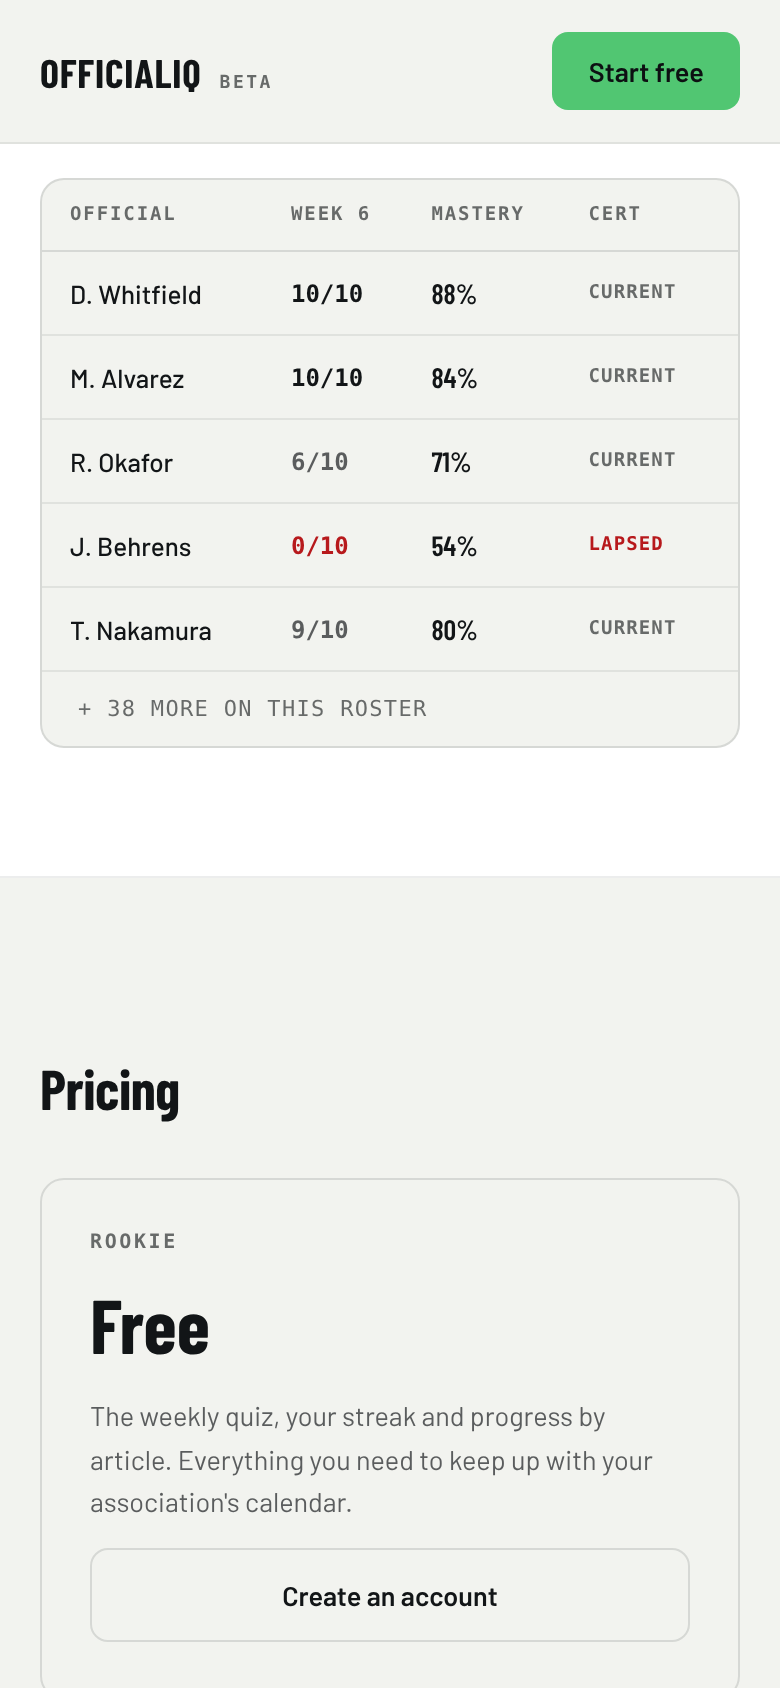 OFFICIALIQ BETA Start free
OFFICIAL WEEK 6 MASTERY CERT
D. Whitfield 10/10 88% CURRENT
M. Alvarez 10/10 84% CURRENT
R. Okafor 6/10 71% CURRENT
J. Behrens 0/10 54% LAPSED
T. Nakamura 9/10 80% CURRENT
+ 38 MORE ON THIS ROSTER
Pricing
ROOKIE
Free
The weekly quiz, your streak and progress by
article. Everything you need to keep up with your
association's calendar.
Create an account